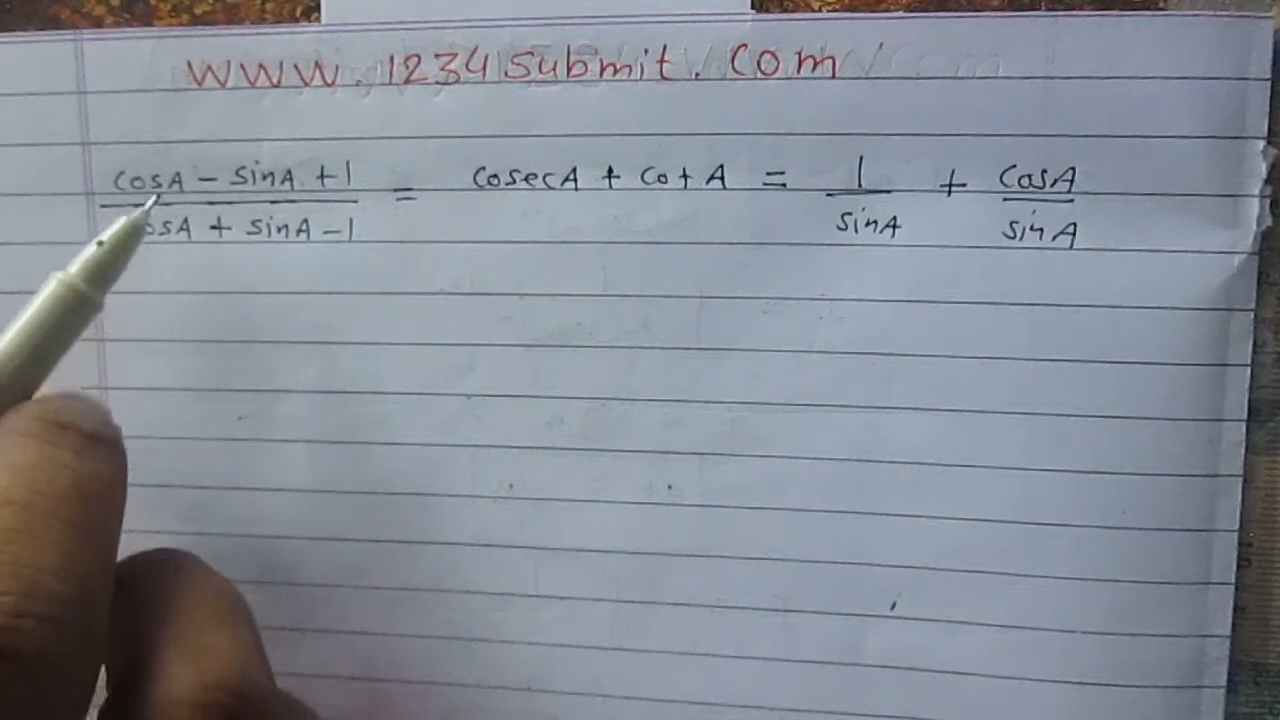 www.1234submit.com
cosA - sinA + 1 / cosA + sinA - 1 = cosecA + cotA = 1 / sinA + cosA / sinA